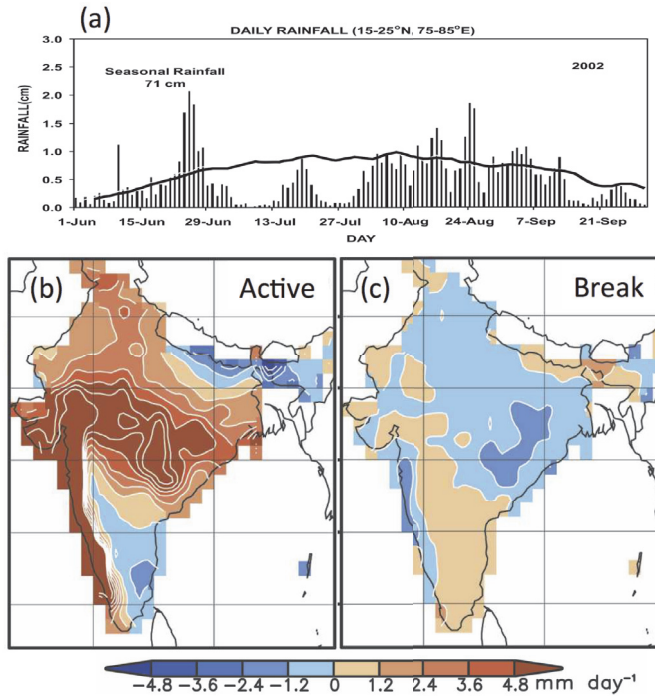 (a)
DAILY RAINFALL (15-25°N, 75-85°E)
3.0
2.5
2.0
1.5
1.0
0.5
0.0
RAINFALL(cm)
Seasonal Rainfall
71 cm
2002
1-Jun 15-Jun 29-Jun 13-Jul 27-Jul 10-Aug 24-Aug 7-Sep 21-Sep
DAY
(b) Active
(c) Break
-4.8 -3.6 -2.4 -1.2 0 1.2 2.4 3.6 4.8 mm day⁻¹